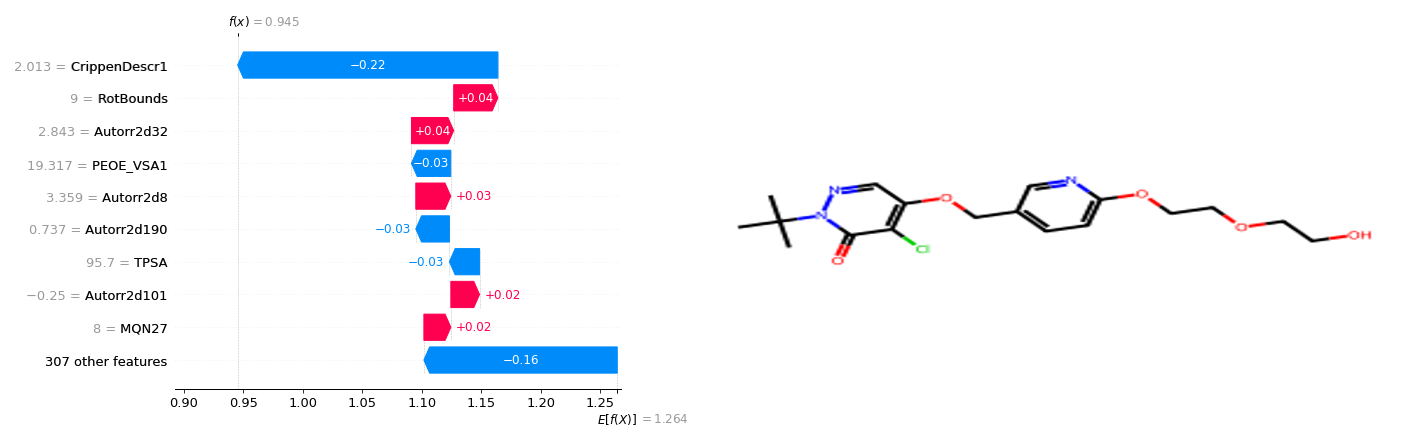 f(x) = 0.945
2.013 = CrippenDescr1
−0.22
9 = RotBounds
+0.04
2.843 = Autorr2d32
+0.04
19.317 = PEOE_VSA1
−0.03
3.359 = Autorr2d8
+0.03
0.737 = Autorr2d190
−0.03
95.7 = TPSA
−0.03
−0.25 = Autorr2d101
+0.02
8 = MQN27
+0.02
307 other features
−0.16
0.90 0.95 1.00 1.05 1.10 1.15 1.20 1.25
E[f(X)] = 1.264
N
N
O
Cl
O
N
O
O
OH